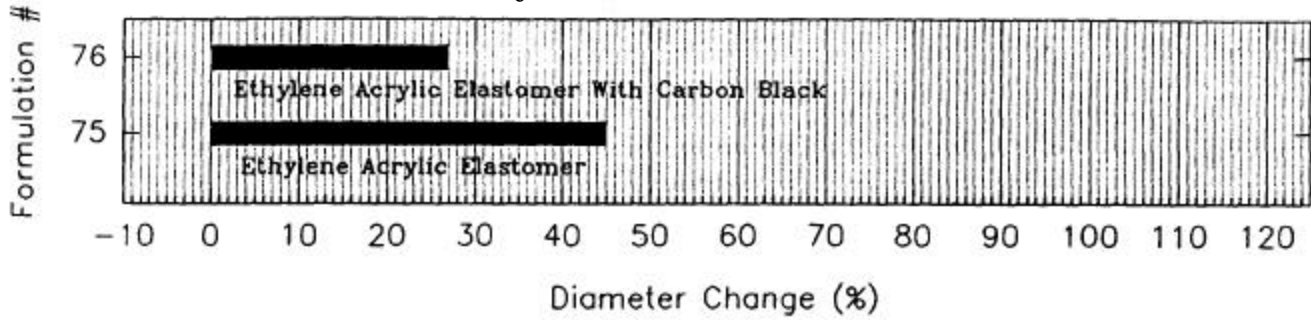 Formulation #
76
Ethylene Acrylic Elastomer With Carbon Black
75
Ethylene Acrylic Elastomer
-10 0 10 20 30 40 50 60 70 80 90 100 110 120
Diameter Change (%)